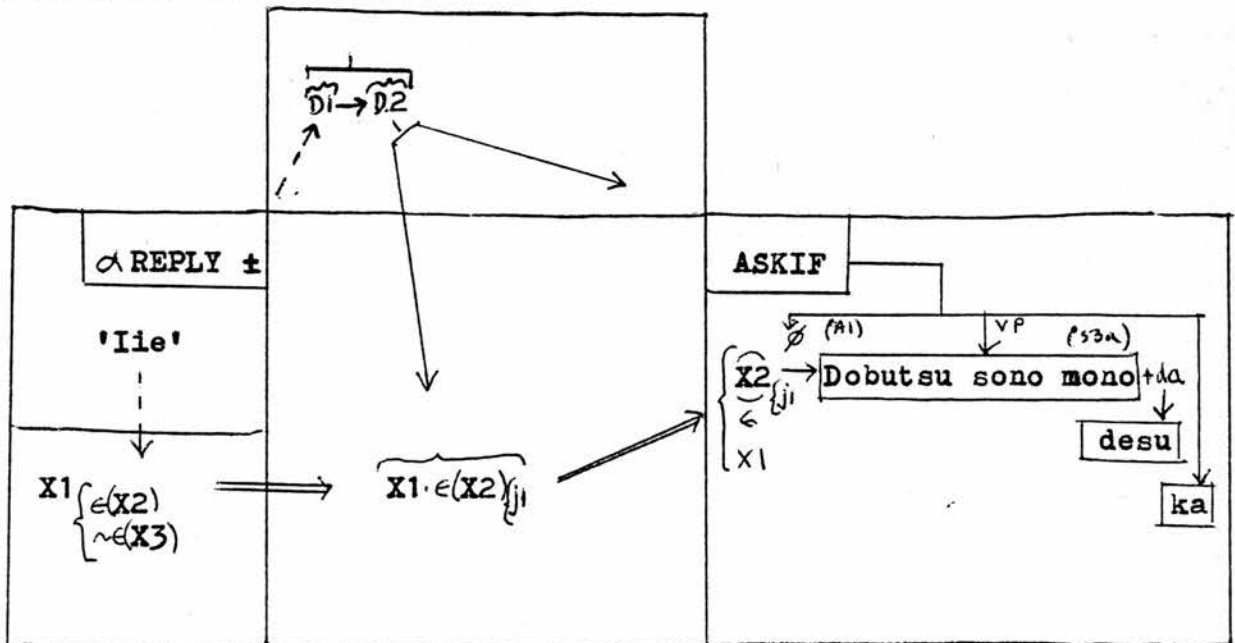 D1 → D2
α REPLY ±
ASKIF
'Iie'
ø (A1) VP
X2 {j1 → Dobutsu sono mono +da
∈
X1
desu
ka
X1 { ∈(X2)
~∈(X3)
X1 · ∈(X2){j1